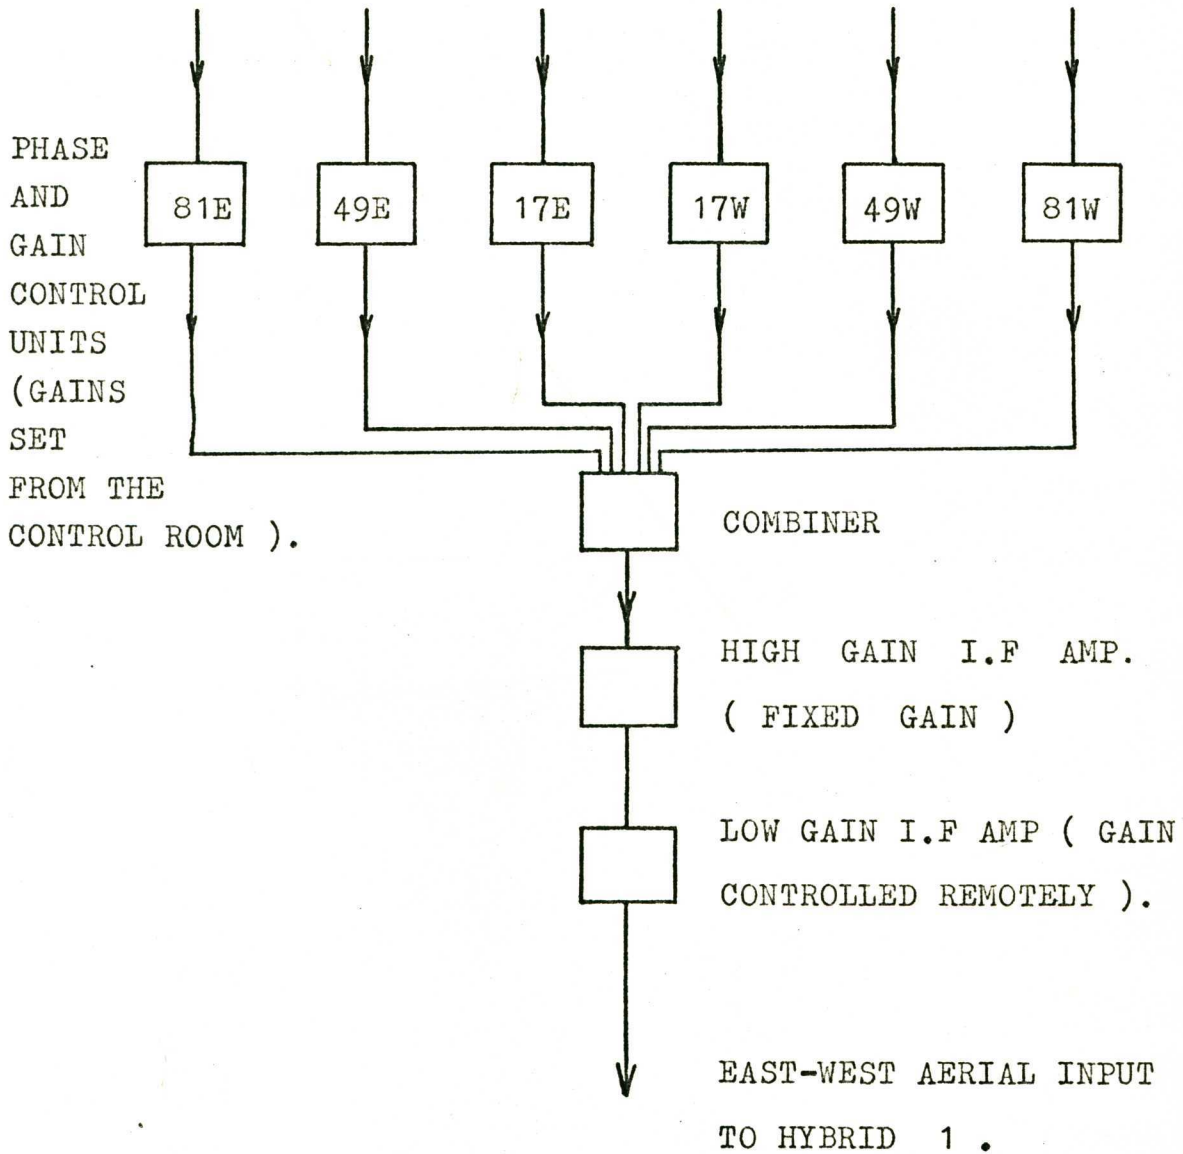 PHASE
AND
GAIN
CONTROL
UNITS
(GAINS
SET
FROM THE
CONTROL ROOM ).
81E 49E 17E 17W 49W 81W
COMBINER
HIGH GAIN I.F AMP.
( FIXED GAIN )
LOW GAIN I.F AMP ( GAIN
CONTROLLED REMOTELY ).
EAST-WEST AERIAL INPUT
TO HYBRID 1 .